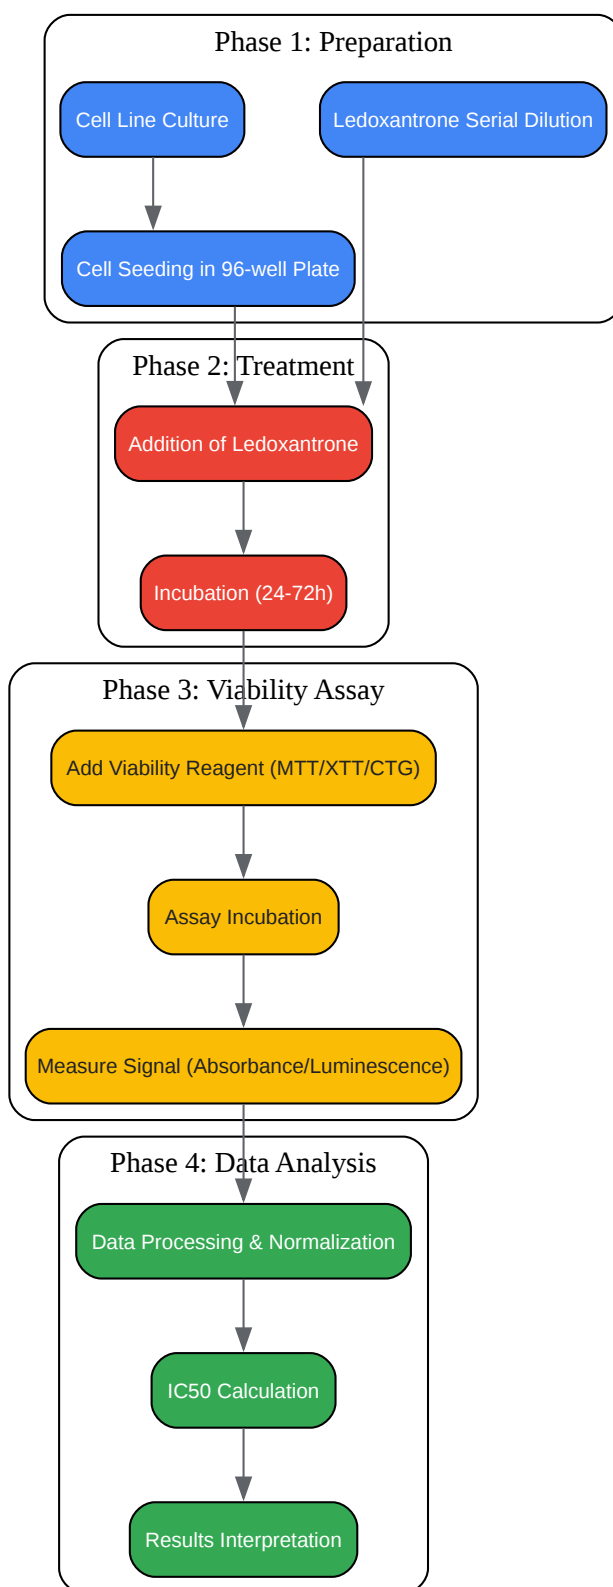 Phase 1: Preparation
Cell Line Culture
Ledoxantrone Serial Dilution
Cell Seeding in 96-well Plate
Phase 2: Treatment
Addition of Ledoxantrone
Incubation (24-72h)
Phase 3: Viability Assay
Add Viability Reagent (MTT/XTT/CTG)
Assay Incubation
Measure Signal (Absorbance/Luminescence)
Phase 4: Data Analysis
Data Processing & Normalization
IC50 Calculation
Results Interpretation